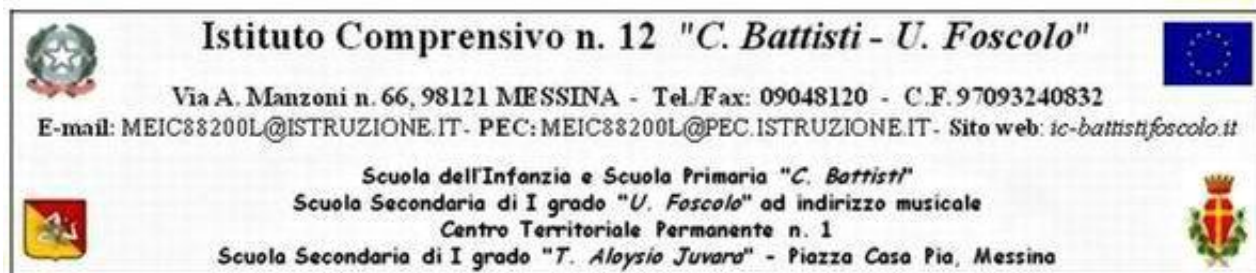 Istituto Comprensivo n. 12 "C. Battisti - U. Foscolo"
Via A. Manzoni n. 66, 98121 MESSINA - Tel./Fax: 09048120 - C.F. 97093240832
E-mail: MEIC88200L@ISTRUZIONE.IT - PEC: MEIC88200L@PEC.ISTRUZIONE.IT - Sito web: ic-battistifoscolo.it
Scuola dell'Infanzia e Scuola Primaria "C. Battisti"
Scuola Secondaria di I grado "U. Foscolo" ad indirizzo musicale
Centro Territoriale Permanente n. 1
Scuola Secondaria di I grado "T. Aloysio Juvara" - Piazza Casa Pia, Messina